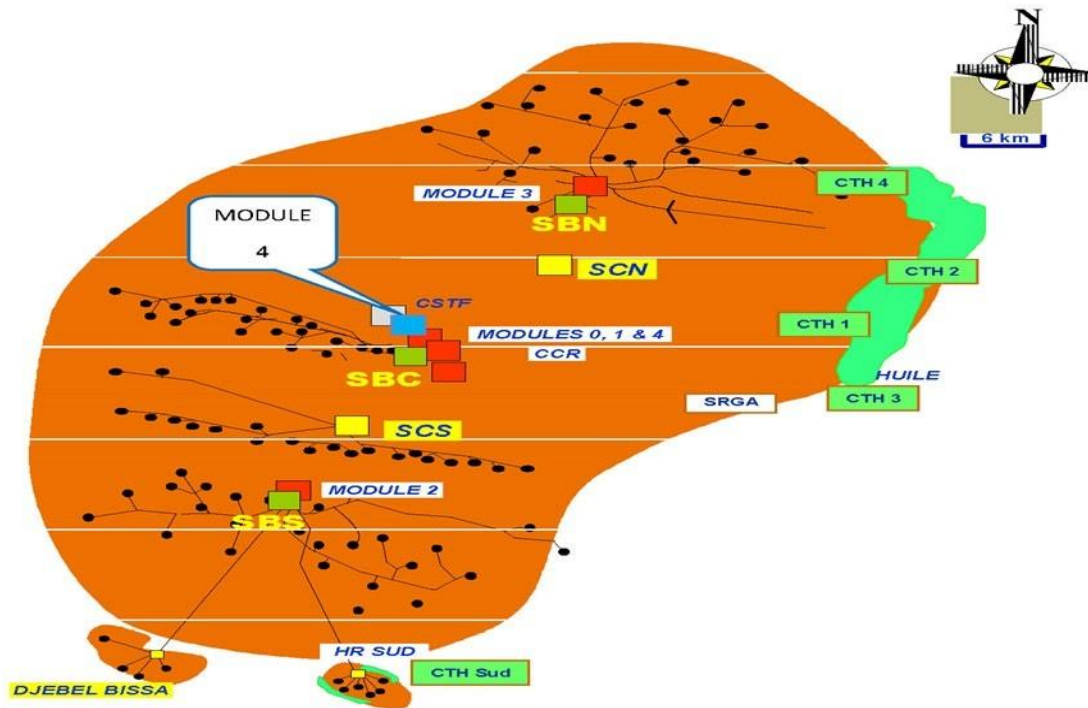 N
6 km
CTH 4
MODULE 3
MODULE
4
SBN
SCN
CTH 2
CSTF
CTH 1
MODULES 0, 1 & 4
CCR
SBC
HUILE
SRGA
CTH 3
SCS
MODULE 2
SBS
HR SUD
CTH Sud
DJEBEL BISSA